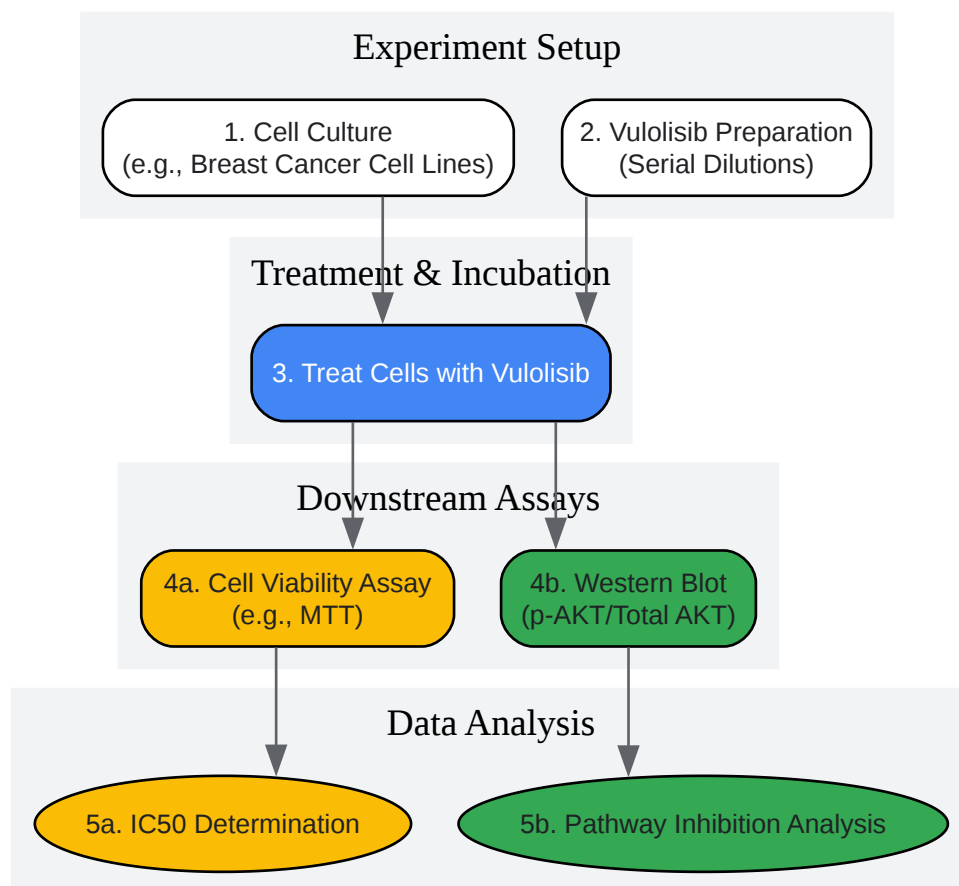 Experiment Setup
1. Cell Culture
(e.g., Breast Cancer Cell Lines)
2. Vulolisib Preparation
(Serial Dilutions)
Treatment & Incubation
3. Treat Cells with Vulolisib
Downstream Assays
4a. Cell Viability Assay
(e.g., MTT)
4b. Western Blot
(p-AKT/Total AKT)
Data Analysis
5a. IC50 Determination
5b. Pathway Inhibition Analysis